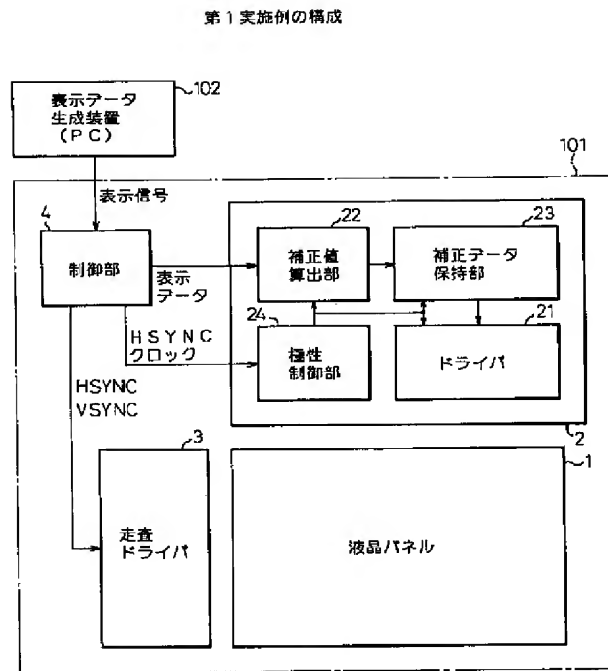 第1実施例の構成
表示データ
生成装置
(PC)
102
101
表示信号
4
制御部
表示
データ
22
補正値
算出部
23
補正データ
保持部
HSYNC
クロック
24
極性
制御部
21
ドライバ
2
HSYNC
VSYNC
3
走査
ドライバ
1
液晶パネル